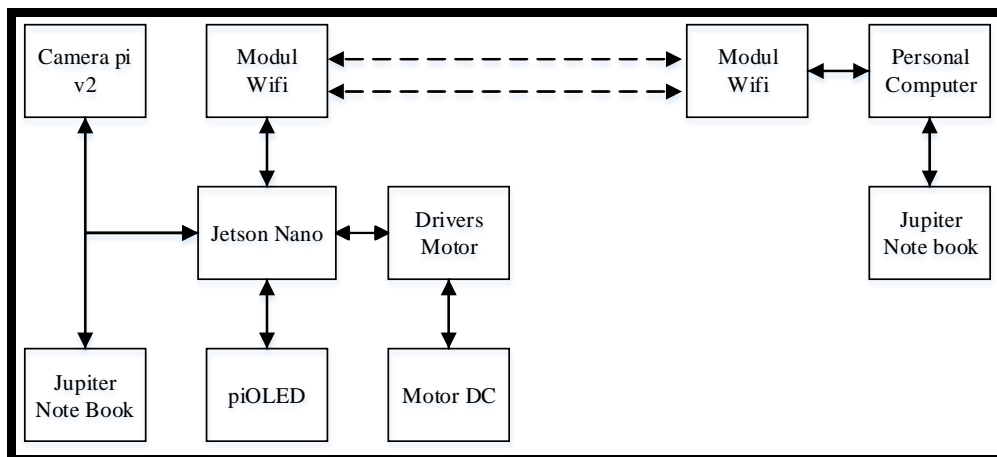 Camera pi
v2
Modul
Wifi
Modul
Wifi
Personal
Computer
Jetson Nano
Drivers
Motor
Jupiter
Note book
Jupiter
Note Book
piOLED
Motor DC